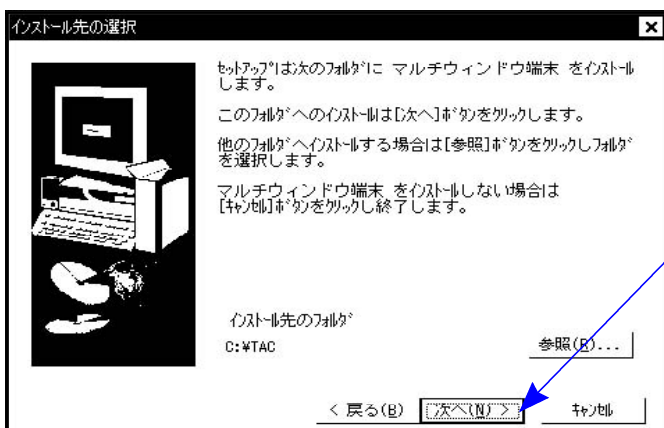 インストール先の選択
ｾｯﾄｱｯﾌﾟは次のﾌｫﾙﾀﾞに マルチウィンドウ端末 をｲﾝｽﾄｰﾙ
します。
このﾌｫﾙﾀﾞへのｲﾝｽﾄｰﾙは[次へ]ﾎﾞﾀﾝをｸﾘｯｸします。
他のﾌｫﾙﾀﾞへｲﾝｽﾄｰﾙする場合は[参照]ﾎﾞﾀﾝをｸﾘｯｸしﾌｫﾙﾀﾞ
を選択します。
マルチウィンドウ端末 をｲﾝｽﾄｰﾙしない場合は
[ｷｬﾝｾﾙ]ﾎﾞﾀﾝをｸﾘｯｸし終了します。
ｲﾝｽﾄｰﾙ先のﾌｫﾙﾀﾞ
C:¥TAC
参照(R)...
< 戻る(B) 次へ(N) > ｷｬﾝｾﾙ